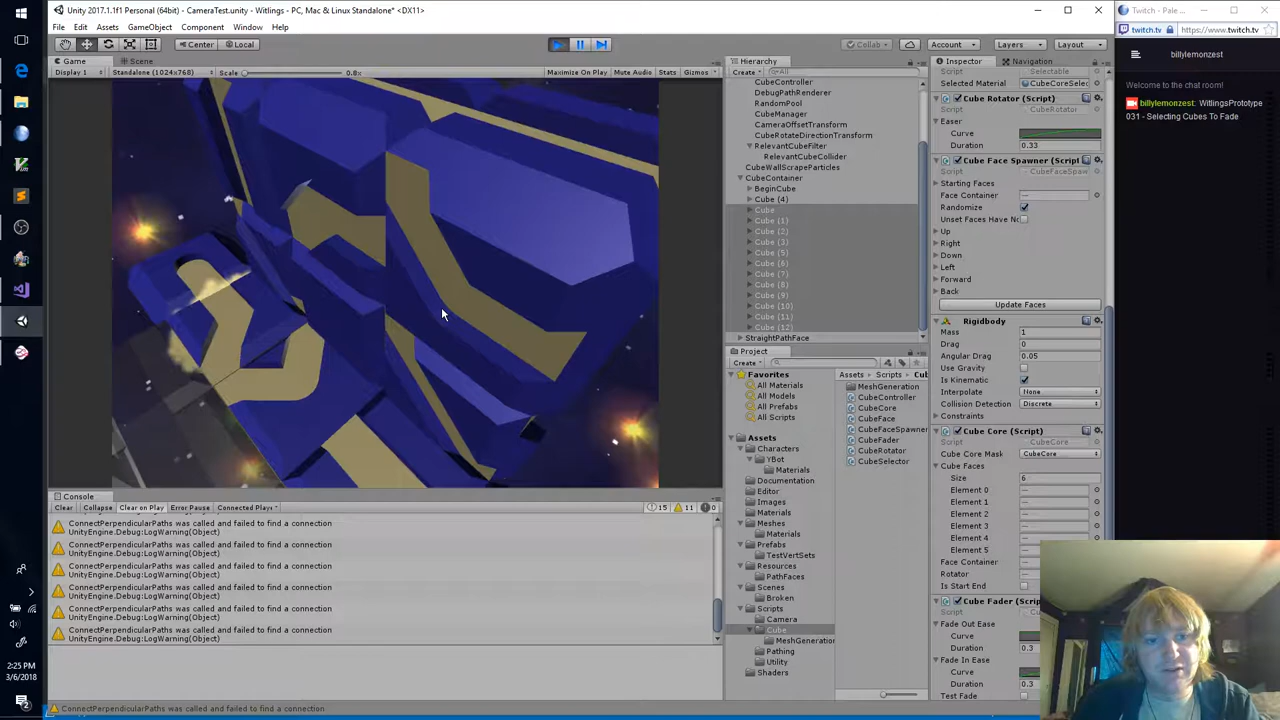 Unity 2017.1.1f1 Personal (64bit) - CameraTest.unity - Witlings - PC, Mac & Linux Standalone* <DX11>
File Edit Assets GameObject Component Window Help
Center Local
Collab Account Layers Layout
Game Scene
Display 1 Standalone (1024x768) Scale 0.8x Maximize On Play Mute Audio Stats Gizmos
Hierarchy
Create All
CubeController
DebugPathRenderer
RandomPool
CubeManager
CameraOffsetTransform
CubeRotateDirectionTransform
RelevantCubeFilter
RelevantCubeCollider
CubeWallScrapeParticles
CubeContainer
BeginCube
Cube (4)
Cube
Cube (1)
Cube (2)
Cube (3)
Cube (5)
Cube (6)
Cube (7)
Cube (8)
Cube (9)
Cube (10)
Cube (11)
Cube (12)
StraightPathFace
Project
Create
Favorites
All Materials
All Models
All Prefabs
All Scripts
Assets
Characters
YBot
Materials
Documentation
Editor
Images
Materials
Meshes
Materials
Prefabs
TestVertSets
Resources
PathFaces
Scenes
Broken
Scripts
Camera
Cube
MeshGeneration
Pathing
Utility
Shaders
Assets Scripts Cub
MeshGeneration
CubeController
CubeCore
CubeFace
CubeFaceSpawner
CubeFader
CubeRotator
CubeSelector
Inspector Navigation
Script Selectable
Selected Material CubeCoreSelec
Cube Rotator (Script)
Script CubeRotator
Easer
Curve
Duration 0.33
Cube Face Spawner (Script
Script CubeFaceSpaw
Starting Faces
Face Container
Randomize
Unset Faces Have No
Up
Right
Down
Left
Forward
Back
Update Faces
Rigidbody
Mass 1
Drag 0
Angular Drag 0.05
Use Gravity
Is Kinematic
Interpolate None
Collision Detection Discrete
Constraints
Cube Core (Script)
Script CubeCore
Cube Core Mask CubeCore
Cube Faces
Size 6
Element 0 —
Element 1 —
Element 2 —
Element 3 —
Element 4 —
Element 5 —
Face Container —
Rotator —
Is Start End
Cube Fader (Scrip
Script
Fade Out Ease
Curve
Duration 0.3
Fade In Ease
Curve
Duration 0.3
Test Fade
Console
Clear Collapse Clear on Play Error Pause Connected Player 15 11 0
ConnectPerpendicularPaths was called and failed to find a connection
UnityEngine.Debug:LogWarning(Object)
ConnectPerpendicularPaths was called and failed to find a connection
UnityEngine.Debug:LogWarning(Object)
ConnectPerpendicularPaths was called and failed to find a connection
UnityEngine.Debug:LogWarning(Object)
ConnectPerpendicularPaths was called and failed to find a connection
UnityEngine.Debug:LogWarning(Object)
ConnectPerpendicularPaths was called and failed to find a connection
UnityEngine.Debug:LogWarning(Object)
ConnectPerpendicularPaths was called and failed to find a connection
UnityEngine.Debug:LogWarning(Object)
ConnectPerpendicularPaths was called and failed to find a connection
2:25 PM
3/6/2018
Twitch - Pale
twitch.tv https://www.twitch.tv
billylemonzest
Welcome to the chat room!
billylemonzest: WitlingsPrototype
031 - Selecting Cubes To Fade